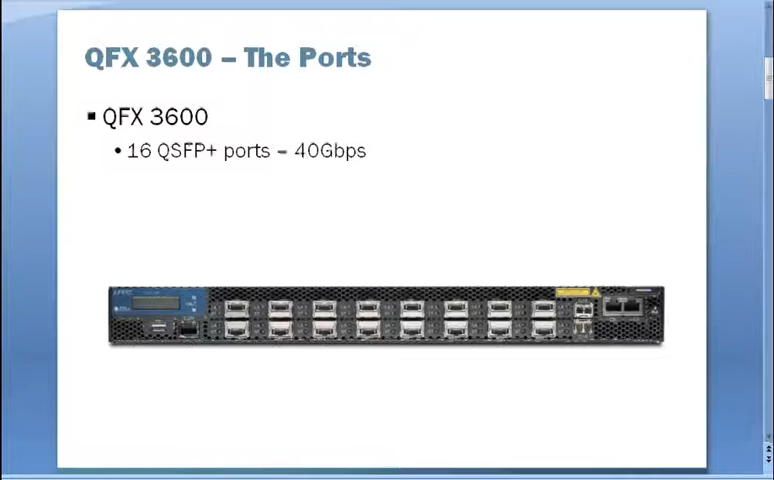 QFX 3600 – The Ports
QFX 3600
16 QSFP+ ports – 40Gbps